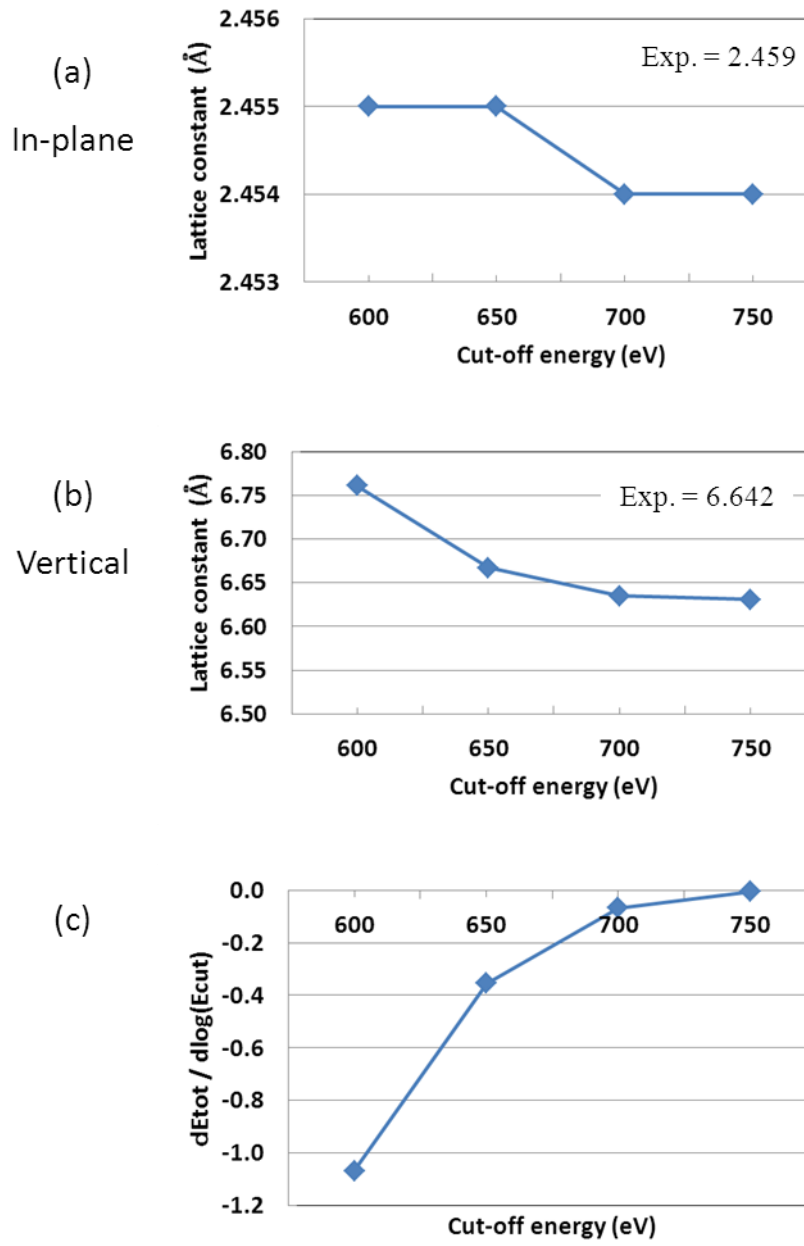 (a)
In-plane
Lattice constant (Å)
2.456
2.455
2.454
2.453
Exp. = 2.459
600 650 700 750
Cut-off energy (eV)
(b)
Vertical
Lattice constant (Å)
6.80
6.75
6.70
6.65
6.60
6.55
6.50
Exp. = 6.642
600 650 700 750
Cut-off energy (eV)
(c)
dEtot / dlog(Ecut)
0.0
-0.2
-0.4
-0.6
-0.8
-1.0
-1.2
600 650 700 750
Cut-off energy (eV)